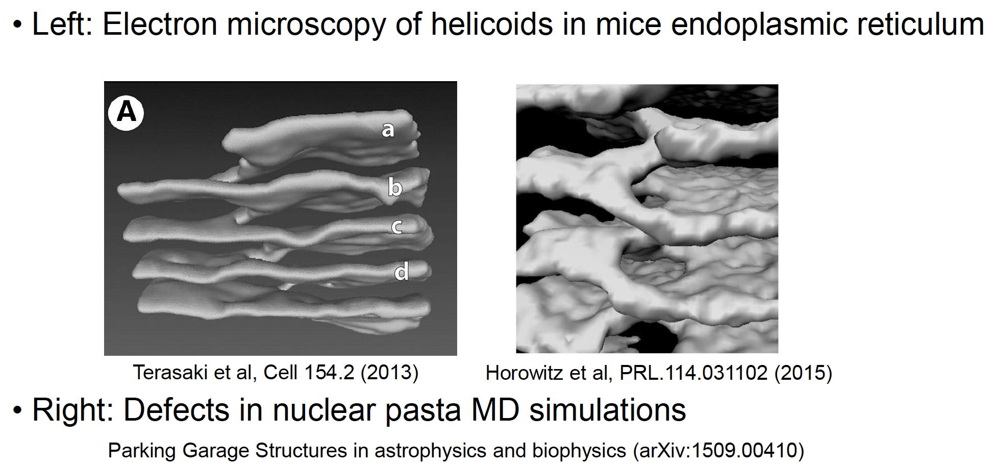 • Left: Electron microscopy of helicoids in mice endoplasmic reticulum
A
a
b
c
d
Terasaki et al, Cell 154.2 (2013)
Horowitz et al, PRL.114.031102 (2015)
• Right: Defects in nuclear pasta MD simulations
Parking Garage Structures in astrophysics and biophysics (arXiv:1509.00410)